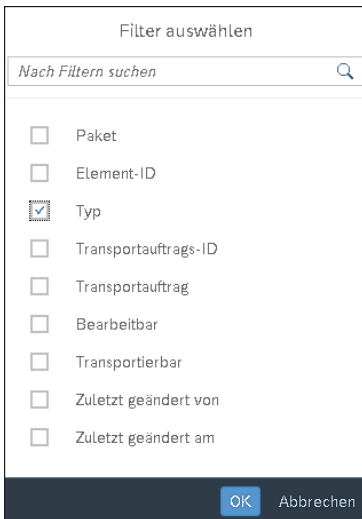 Filter auswählen
Nach Filtern suchen
Paket
Element-ID
Typ
Transportauftrags-ID
Transportauftrag
Bearbeitbar
Transportierbar
Zuletzt geändert von
Zuletzt geändert am
OK Abbrechen